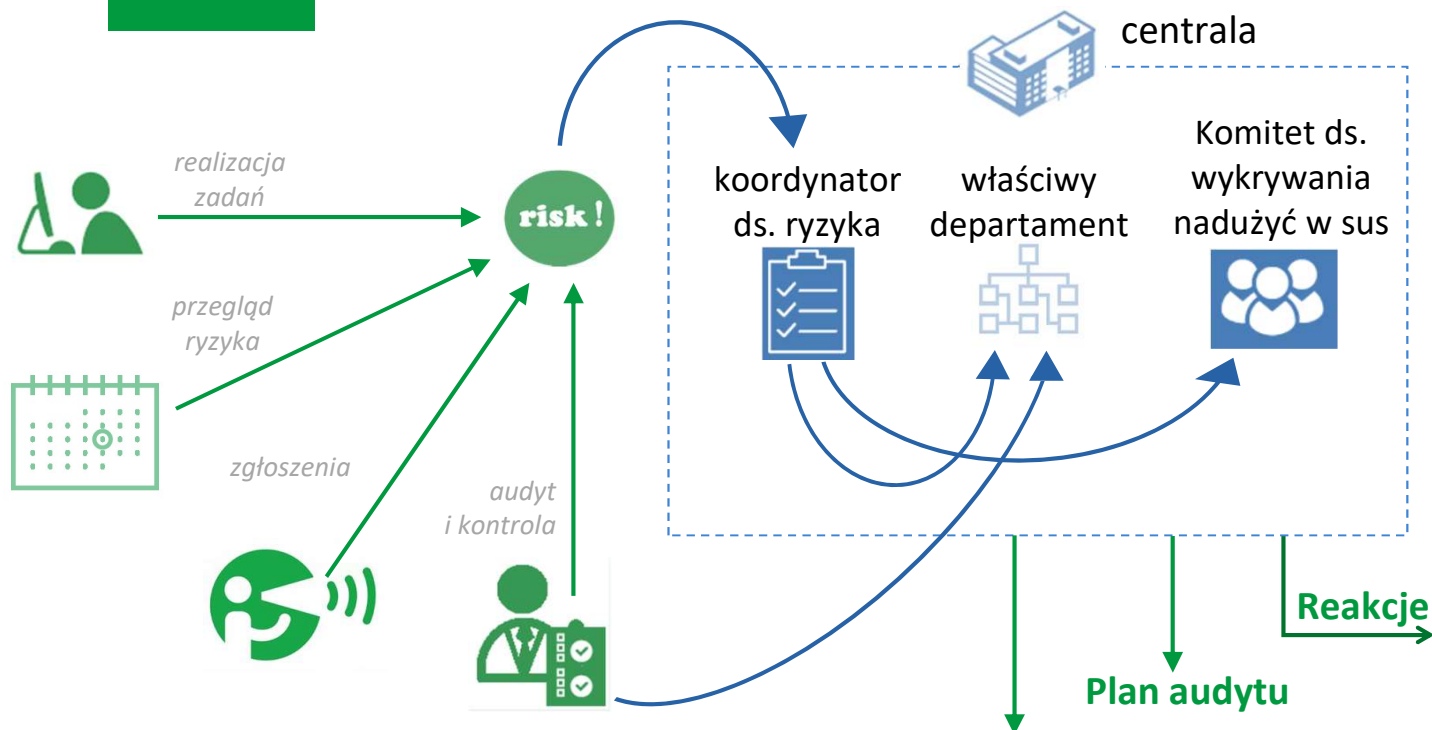 centrala
realizacja
zadań
risk!
koordynator
ds. ryzyka
właściwy
departament
Komitet ds.
wykrywania
nadużyć w sus
przegląd
ryzyka
zgłoszenia
audyt
i kontrola
Reakcje
Plan audytu